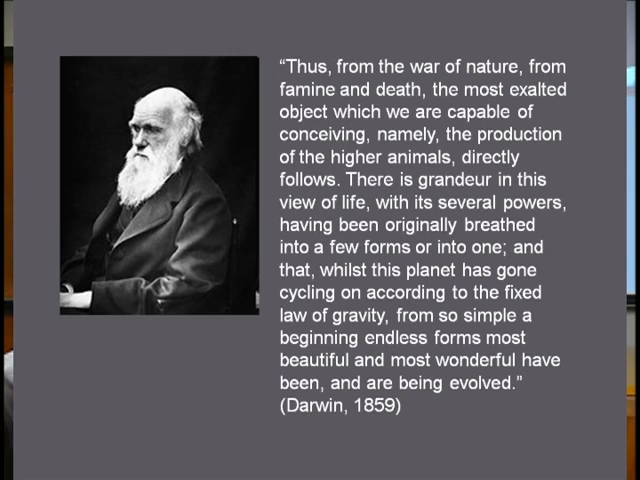 “Thus, from the war of nature, from
famine and death, the most exalted
object which we are capable of
conceiving, namely, the production
of the higher animals, directly
follows. There is grandeur in this
view of life, with its several powers,
having been originally breathed
into a few forms or into one; and
that, whilst this planet has gone
cycling on according to the fixed
law of gravity, from so simple a
beginning endless forms most
beautiful and most wonderful have
been, and are being evolved.”
(Darwin, 1859)